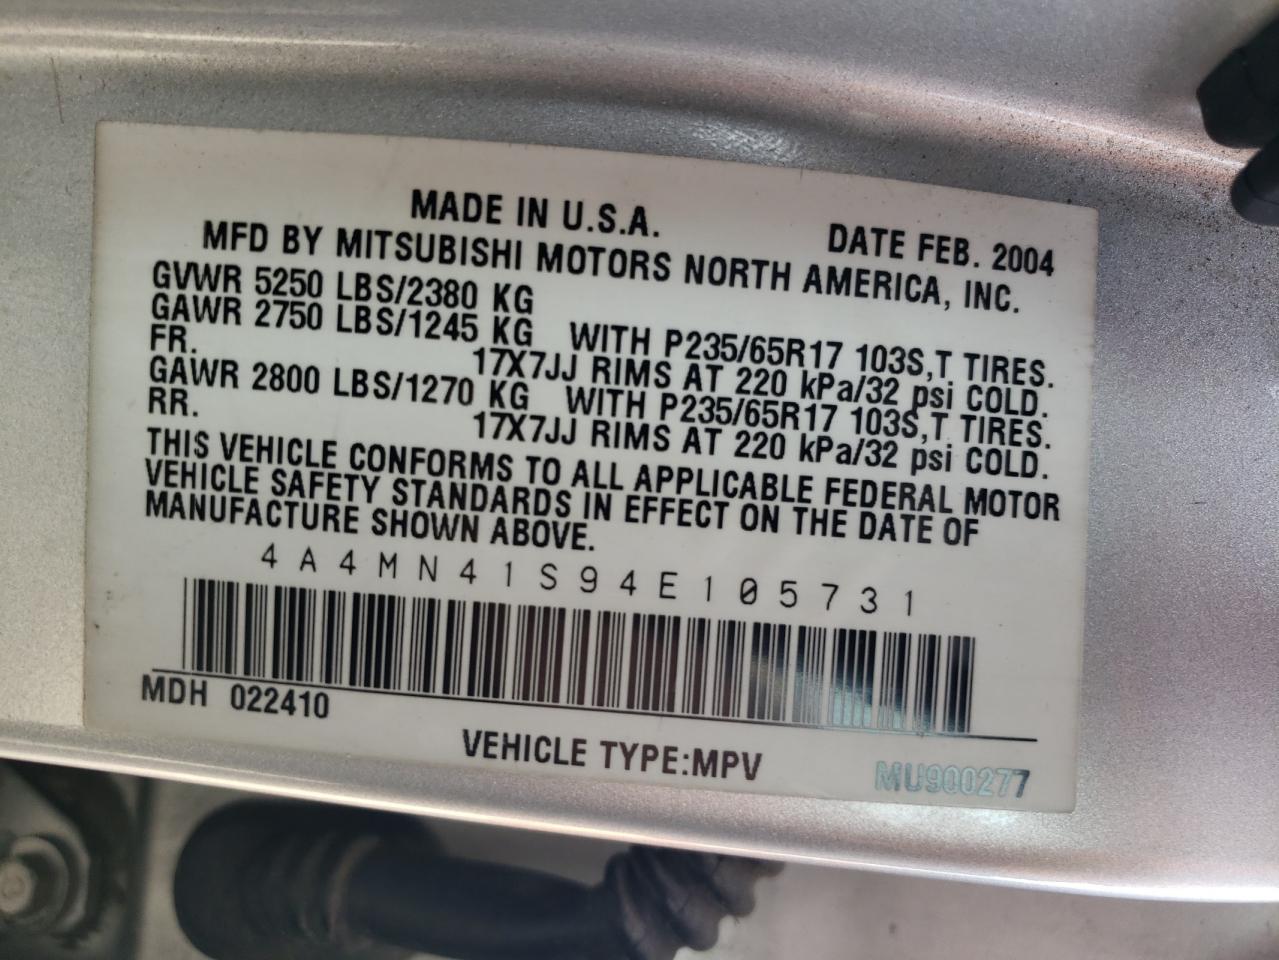 MADE IN U.S.A.
DATE FEB. 2004
MFD BY MITSUBISHI MOTORS NORTH AMERICA, INC.
GVWR 5250 LBS/2380 KG
GAWR 2750 LBS/1245 KG WITH P235/65R17 103S,T TIRES.
FR. 17X7JJ RIMS AT 220 kPa/32 psi COLD.
GAWR 2800 LBS/1270 KG WITH P235/65R17 103S,T TIRES.
RR. 17X7JJ RIMS AT 220 kPa/32 psi COLD.
THIS VEHICLE CONFORMS TO ALL APPLICABLE FEDERAL MOTOR
VEHICLE SAFETY STANDARDS IN EFFECT ON THE DATE OF
MANUFACTURE SHOWN ABOVE.
4A4MN41S94E105731
MDH 022410
VEHICLE TYPE:MPV
MU900277